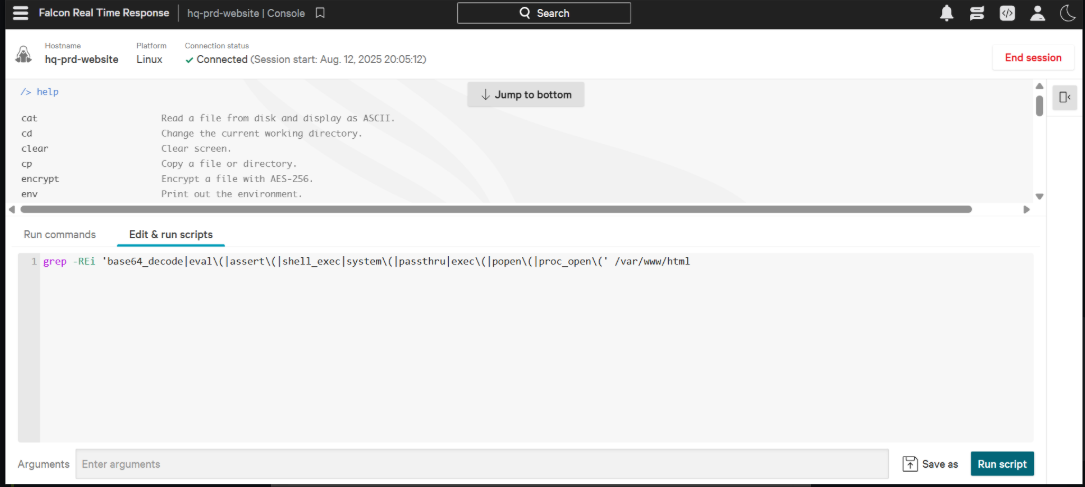 Falcon Real Time Response hq-prd-website | Console Search
Hostname Platform Connection status
hq-prd-website Linux Connected (Session start: Aug. 12, 2025 20:05:12) End session
/> help
Jump to bottom
cat Read a file from disk and display as ASCII.
cd Change the current working directory.
clear Clear screen.
cp Copy a file or directory.
encrypt Encrypt a file with AES-256.
env Print out the environment.
Run commands Edit & run scripts
1 grep -REi 'base64_decode|eval\(|assert\(|shell_exec|system\(|passthru|exec\(|popen\(|proc_open\(' /var/www/html
Arguments Enter arguments Save as Run script